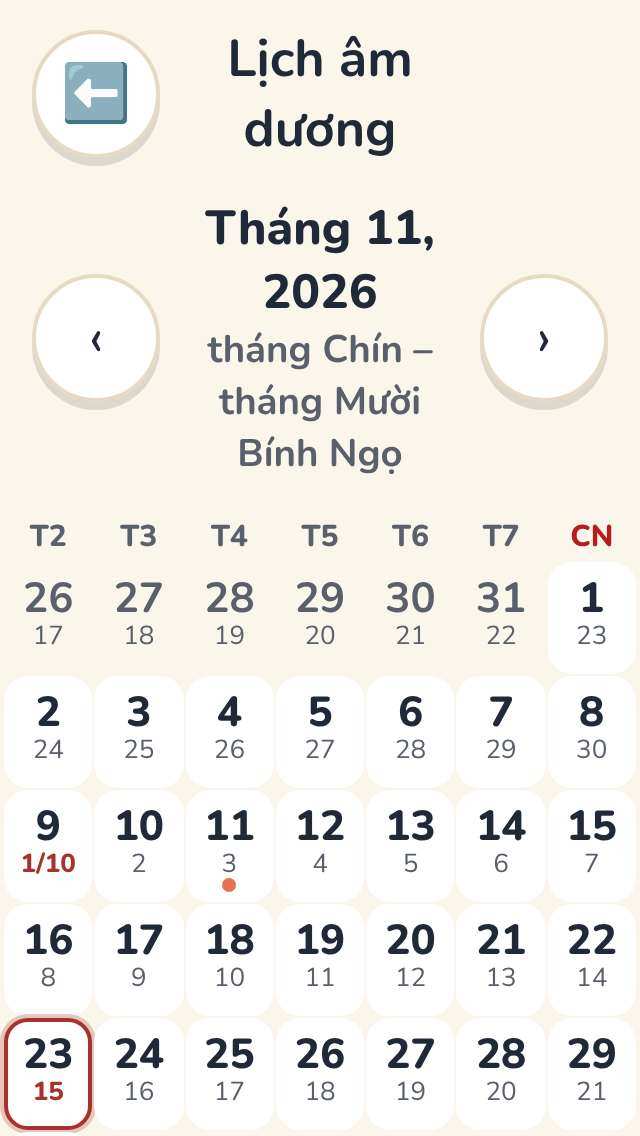 Lịch âm
dương
Tháng 11,
2026
tháng Chín –
tháng Mười
Bính Ngọ
‹ ›
T2 T3 T4 T5 T6 T7 CN
26 27 28 29 30 31 1
17 18 19 20 21 22 23
2 3 4 5 6 7 8
24 25 26 27 28 29 30
9 10 11 12 13 14 15
1/10 2 3 4 5 6 7
16 17 18 19 20 21 22
8 9 10 11 12 13 14
23 24 25 26 27 28 29
15 16 17 18 19 20 21